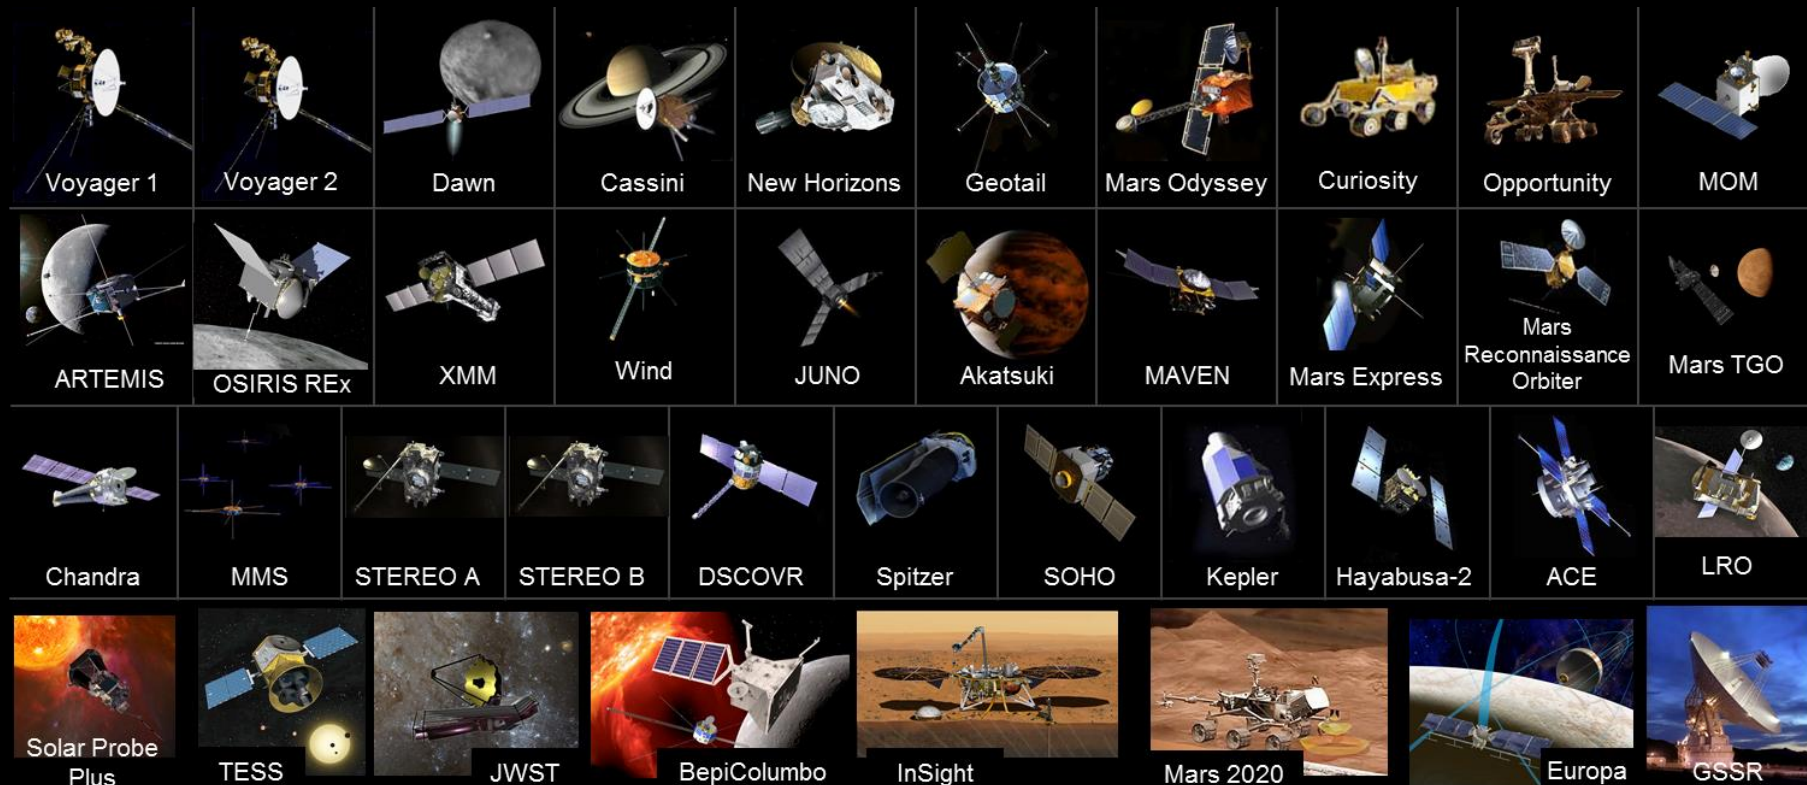 Voyager 1
Voyager 2
Dawn
Cassini
New Horizons
Geotail
Mars Odyssey
Curiosity
Opportunity
MOM
ARTEMIS
OSIRIS REx
XMM
Wind
JUNO
Akatsuki
MAVEN
Mars Express
Mars
Reconnaissance
Orbiter
Mars TGO
Chandra
MMS
STEREO A
STEREO B
DSCOVR
Spitzer
SOHO
Kepler
Hayabusa-2
ACE
LRO
Solar Probe
Plus
TESS
JWST
BepiColumbo
InSight
Mars 2020
Europa
GSSR